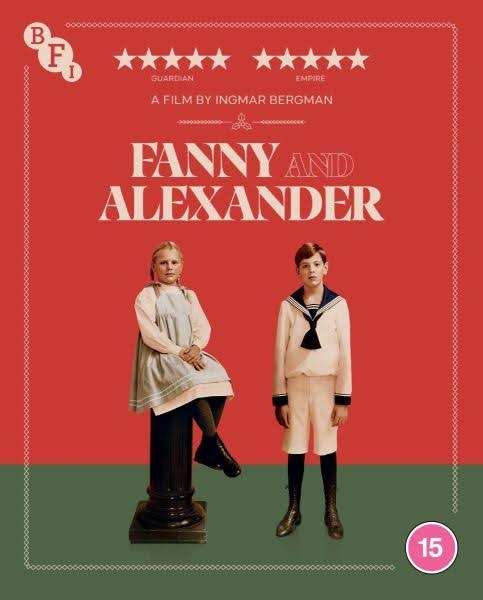 BFI
★★★★★ ★★★★★
GUARDIAN EMPIRE
A FILM BY INGMAR BERGMAN
FANNY AND
ALEXANDER
15